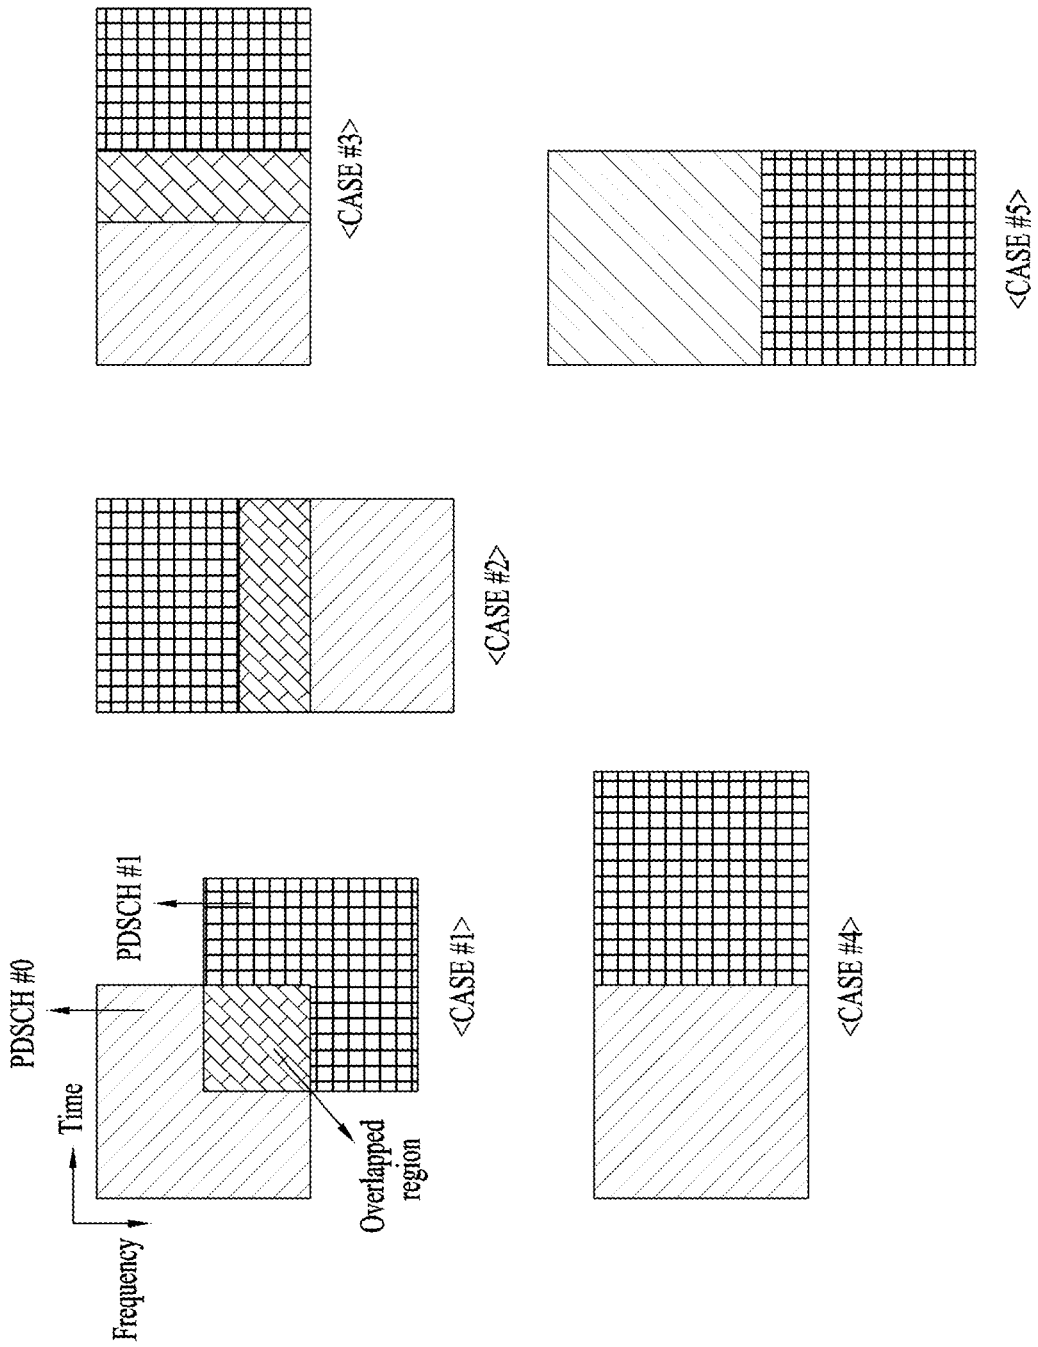 PDSCH #0
PDSCH #1
Time
Frequency
Overlapped
region
<CASE #1>
<CASE #2>
<CASE #3>
<CASE #4>
<CASE #5>